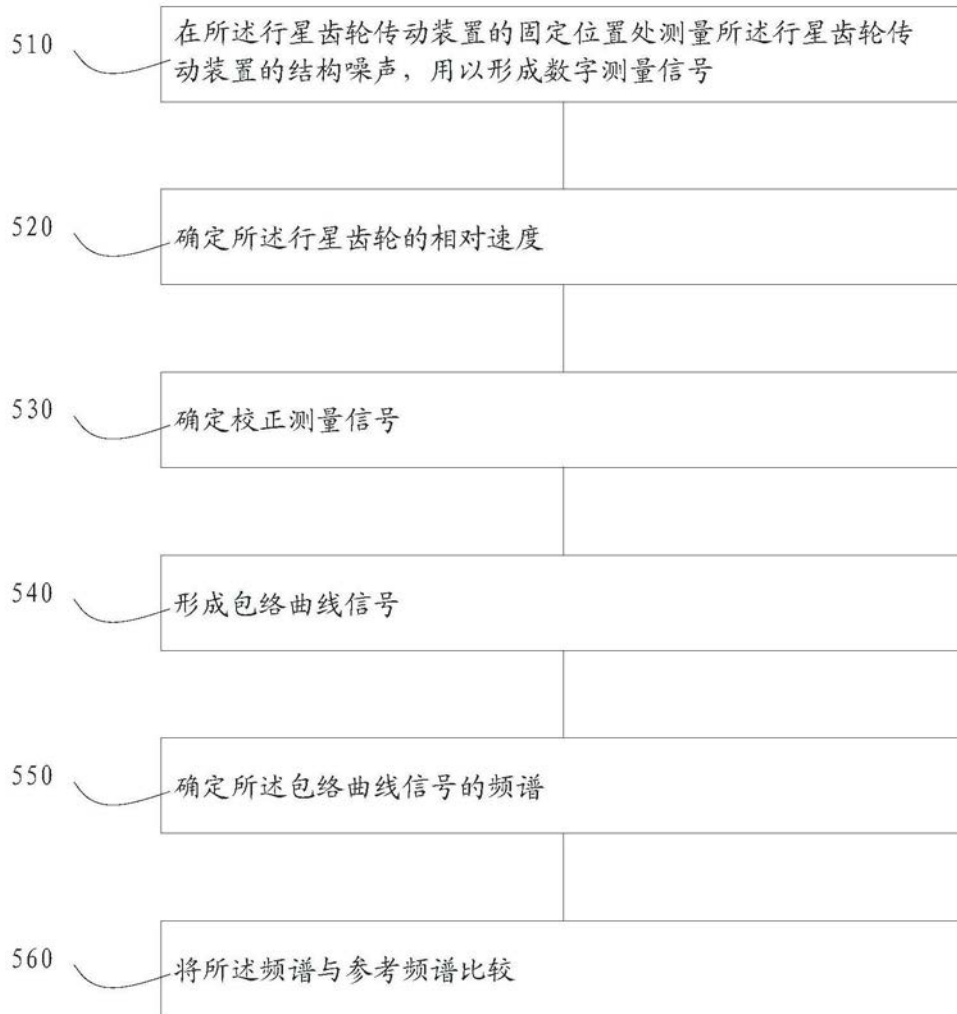 510
在所述行星齿轮传动装置的固定位置处测量所述行星齿轮传
动装置的结构噪声，用以形成数字测量信号
520
确定所述行星齿轮的相对速度
530
确定校正测量信号
540
形成包络曲线信号
550
确定所述包络曲线信号的频谱
560
将所述频谱与参考频谱比较